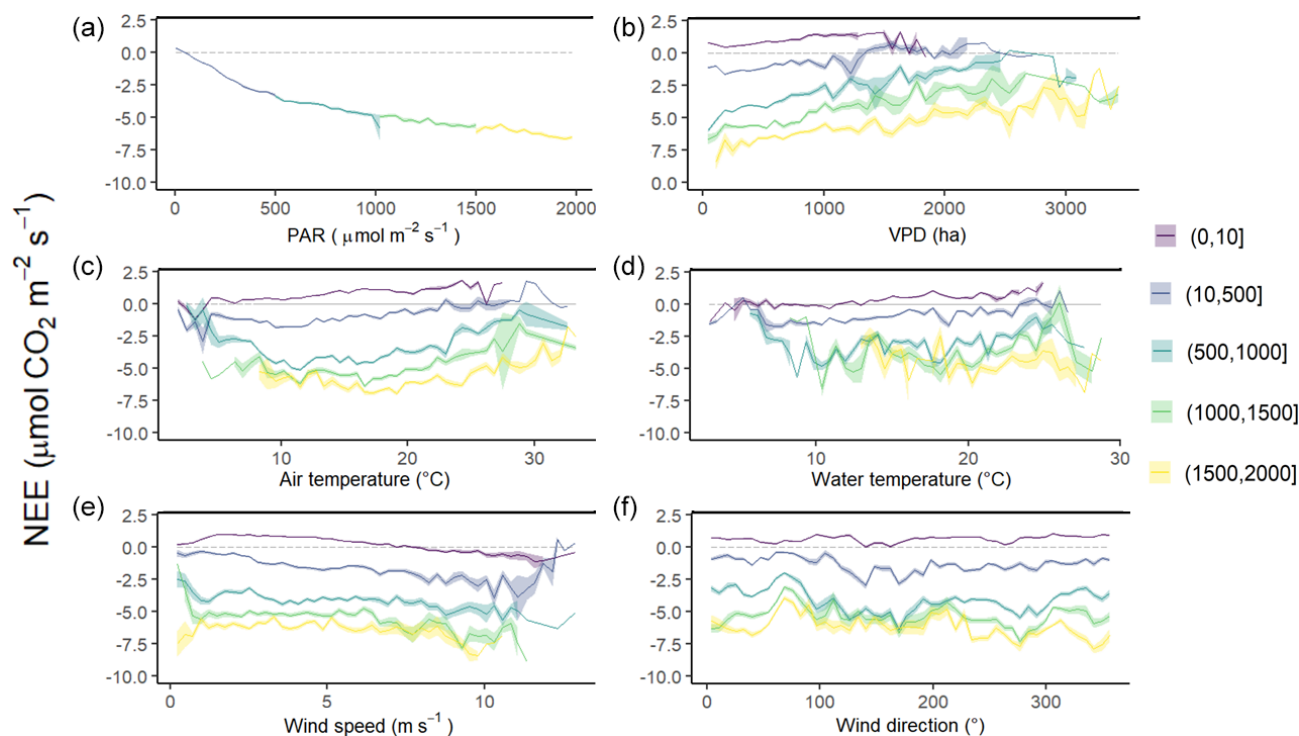 NEE (μmol CO₂ m⁻² s⁻¹)
(a)
2.5
0.0
-2.5
-5.0
-7.5
-10.0
0 500 1000 1500 2000
PAR ( μmol m⁻² s⁻¹)
(b)
2.5
0.0
2.5
5.0
7.5
0.0
0 1000 2000 3000
VPD (ha)
(c)
2.5
0.0
-2.5
-5.0
-7.5
-10.0
10 20 30
Air temperature (°C)
(d)
2.5
0.0
-2.5
-5.0
-7.5
-10.0
10 20 30
Water temperature (°C)
(e)
2.5
0.0
-2.5
-5.0
-7.5
-10.0
0 5 10
Wind speed (m s⁻¹)
(f)
2.5
0.0
-2.5
-5.0
-7.5
-10.0
0 100 200 300
Wind direction (°)
(0,10]
(10,500]
(500,1000]
(1000,1500]
(1500,2000]